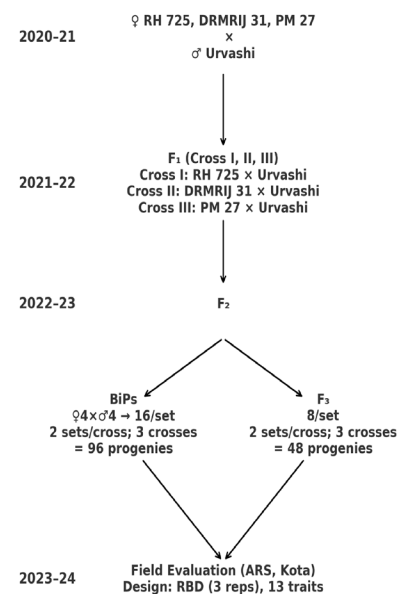 ♀ RH 725, DRMRIJ 31, PM 27
×
♂ Urvashi
2020–21
F₁ (Cross I, II, III)
Cross I: RH 725 × Urvashi
Cross II: DRMRIJ 31 × Urvashi
Cross III: PM 27 × Urvashi
2021–22
2022–23
F₂
BiPs
♀4×♂4 → 16/set
2 sets/cross; 3 crosses
= 96 progenies
F₃
8/set
2 sets/cross; 3 crosses
= 48 progenies
2023–24
Field Evaluation (ARS, Kota)
Design: RBD (3 reps), 13 traits